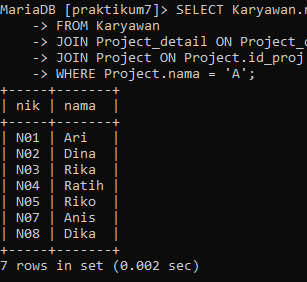 MariaDB [praktikum7]> SELECT Karyawan.
-> FROM Karyawan
-> JOIN Project_detail ON Project_
-> JOIN Project ON Project.id_proj
-> WHERE Project.nama = 'A';
+-----+-------+
| nik | nama  |
+-----+-------+
| N01 | Ari   |
| N02 | Dina  |
| N03 | Rika  |
| N04 | Ratih |
| N05 | Riko  |
| N07 | Anis  |
| N08 | Dika  |
+-----+-------+
7 rows in set (0.002 sec)